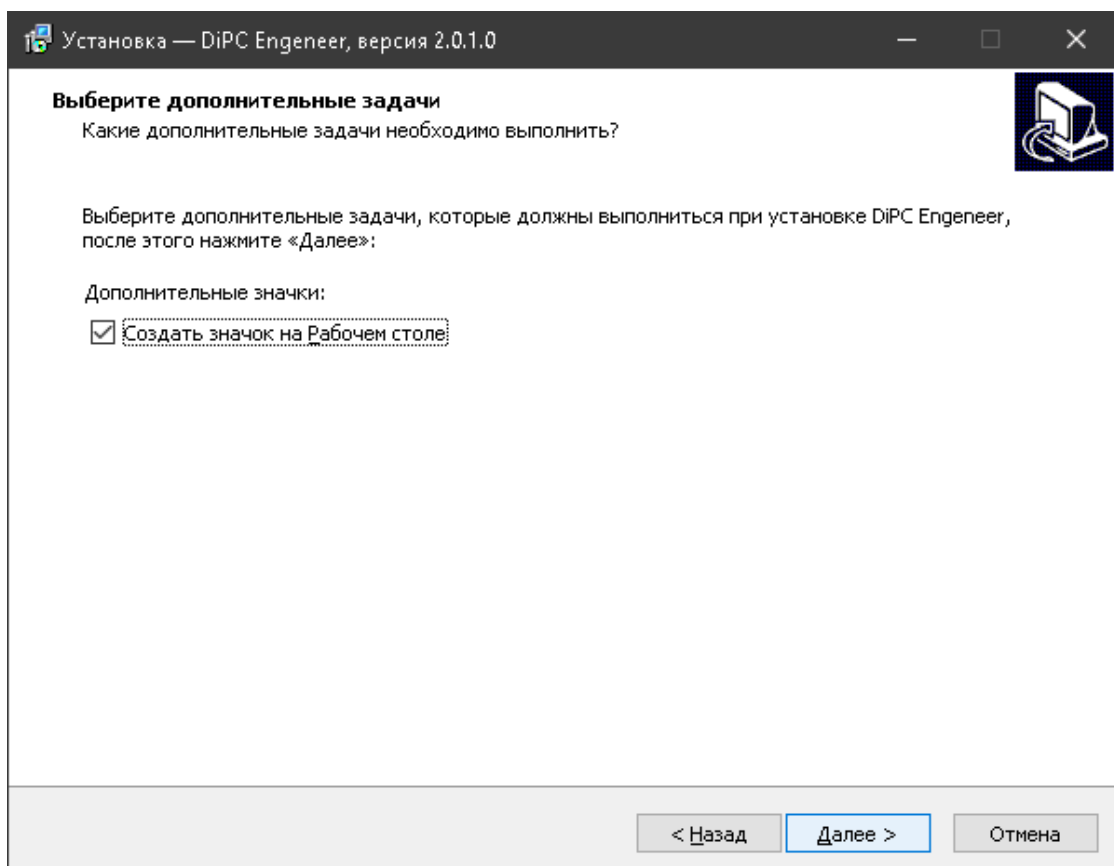 Установка — DiPC Engeneer, версия 2.0.1.0
Выберите дополнительные задачи
Какие дополнительные задачи необходимо выполнить?
Выберите дополнительные задачи, которые должны выполниться при установке DiPC Engeneer,
после этого нажмите «Далее»:
Дополнительные значки:
Создать значок на Рабочем столе
< Назад
Далее >
Отмена